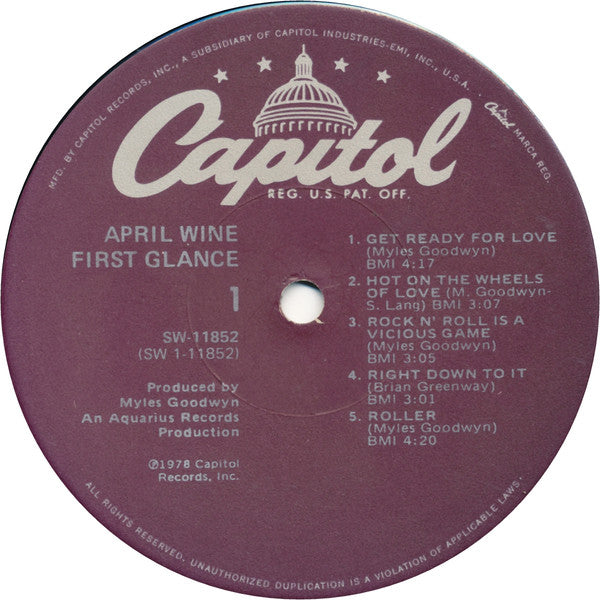 MFD. BY CAPITOL RECORDS, INC., A SUBSIDIARY OF CAPITOL INDUSTRIES-EMI, INC., U.S.A.
Capitol MARCA REG.
Capitol
REG. U.S. PAT. OFF.
APRIL WINE
FIRST GLANCE
1
SW-11852
(SW 1-11852)
Produced by
Myles Goodwyn
An Aquarius Records
Production
℗1978 Capitol
Records, Inc.
1. GET READY FOR LOVE
(Myles Goodwyn)
BMI 4:17
2. HOT ON THE WHEELS
OF LOVE (M. Goodwyn-
S. Lang) BMI 3:07
3. ROCK N' ROLL IS A
VICIOUS GAME
(Myles Goodwyn)
BMI 3:05
4. RIGHT DOWN TO IT
(Brian Greenway)
BMI 3:01
5. ROLLER
(Myles Goodwyn)
BMI 4:20
ALL RIGHTS RESERVED. UNAUTHORIZED DUPLICATION IS A VIOLATION OF APPLICABLE LAWS.